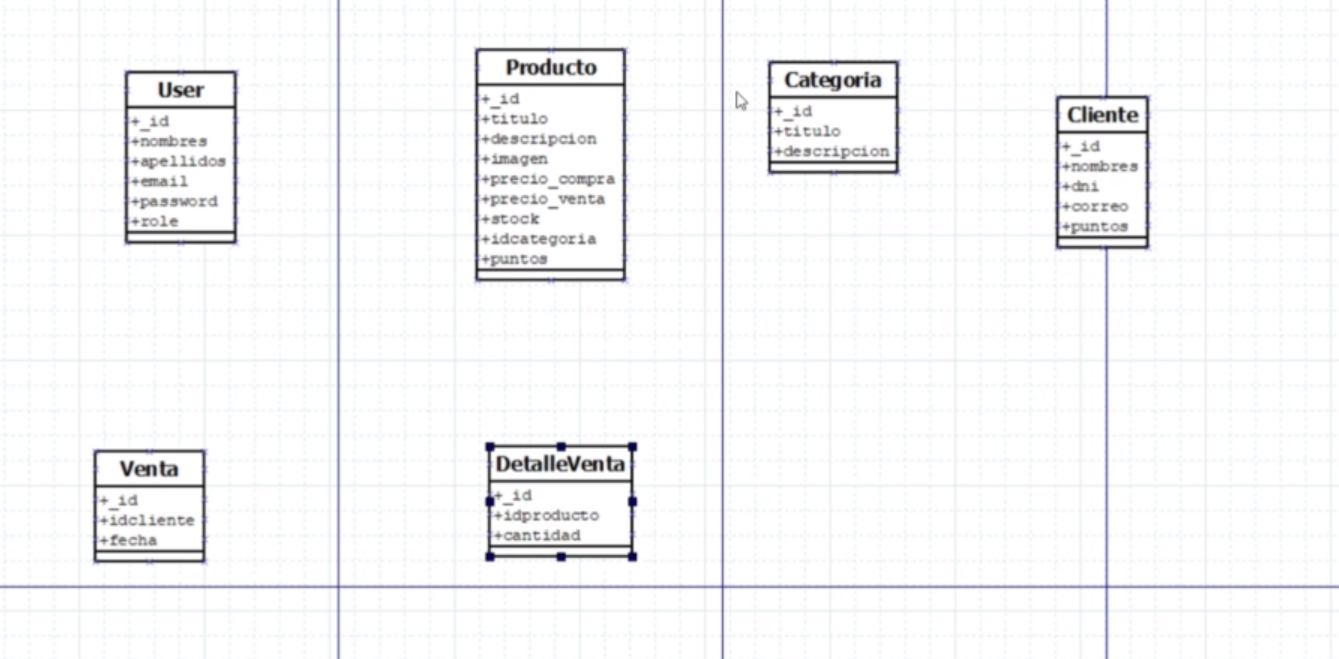 User
+_id
+nombres
+apellidos
+email
+password
+role
Producto
+_id
+titulo
+descripcion
+imagen
+precio_compra
+precio_venta
+stock
+idcategoria
+puntos
Categoria
+_id
+titulo
+descripcion
Cliente
+_id
+nombres
+dni
+correo
+puntos
Venta
+_id
+idcliente
+fecha
DetalleVenta
+_id
+idproducto
+cantidad